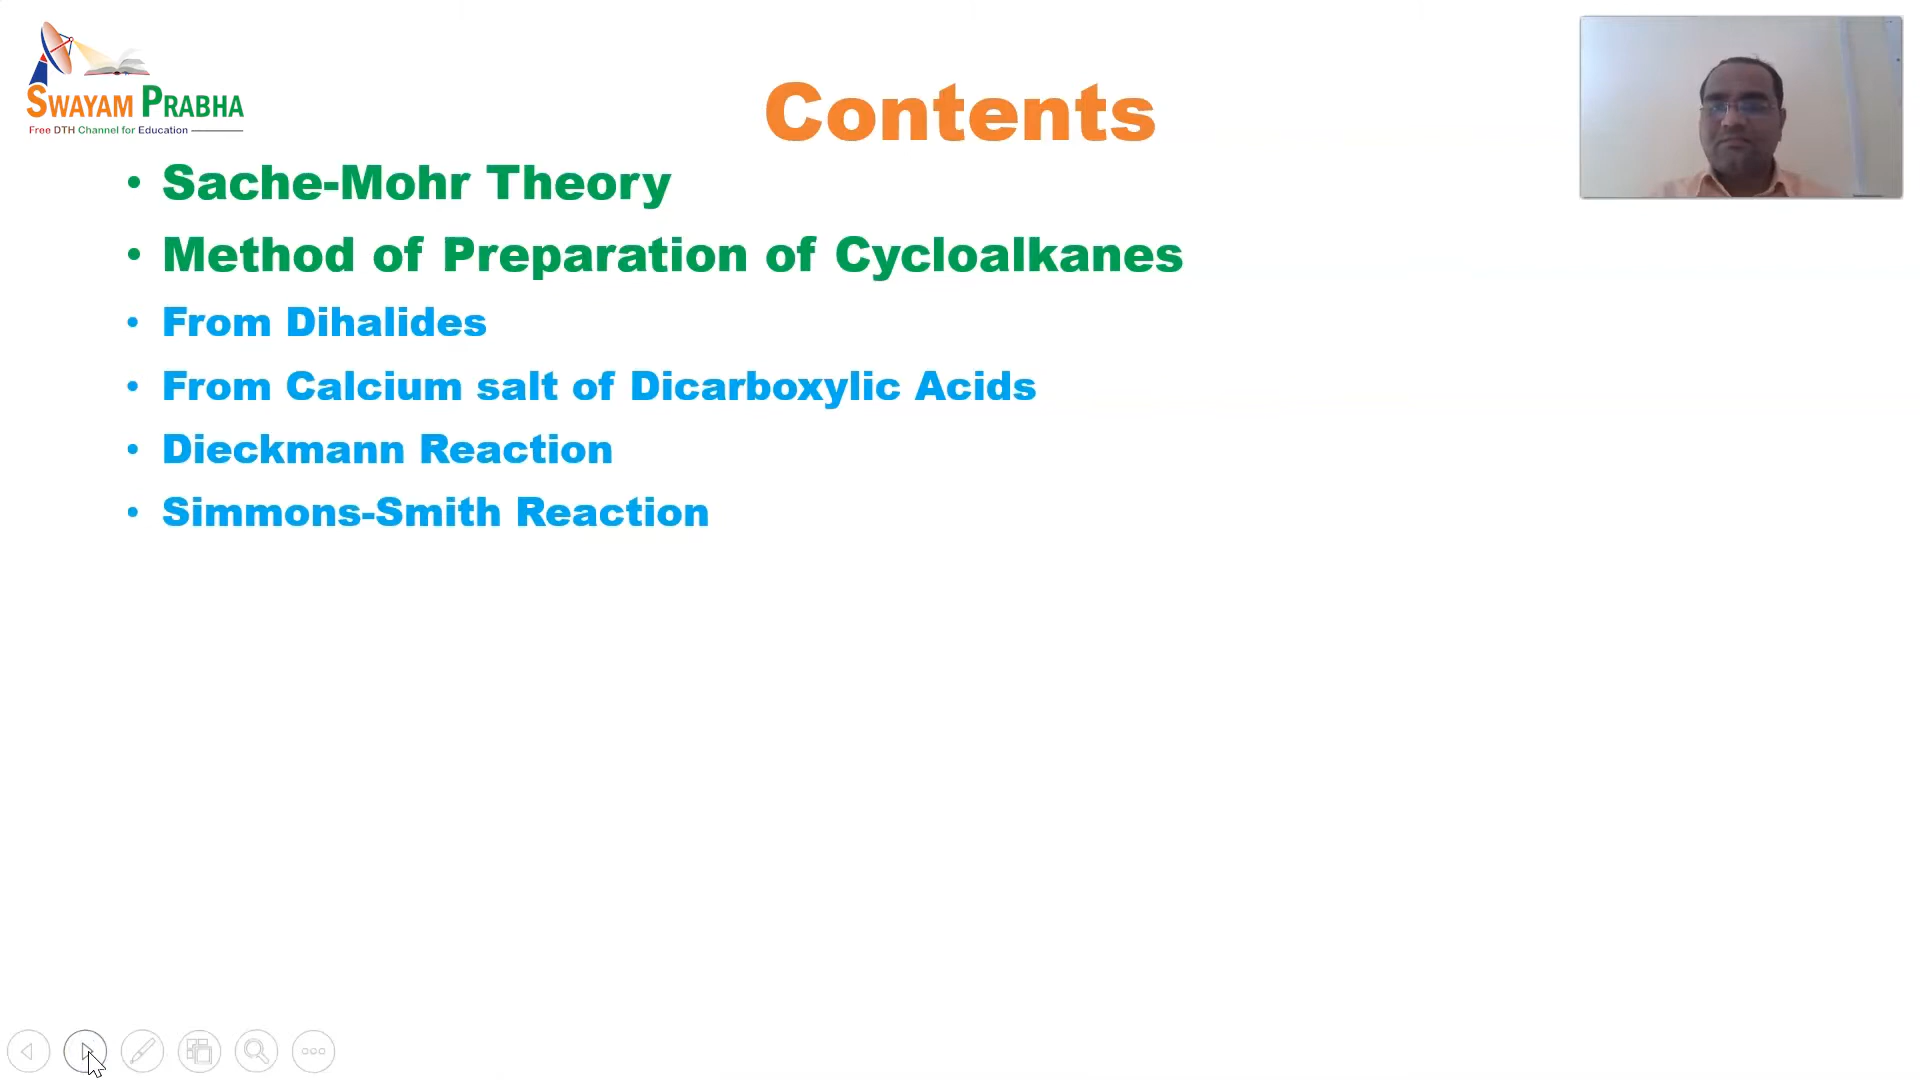 SWAYAM PRABHA
Free DTH Channel for Education
Contents
• Sache-Mohr Theory
• Method of Preparation of Cycloalkanes
• From Dihalides
• From Calcium salt of Dicarboxylic Acids
• Dieckmann Reaction
• Simmons-Smith Reaction